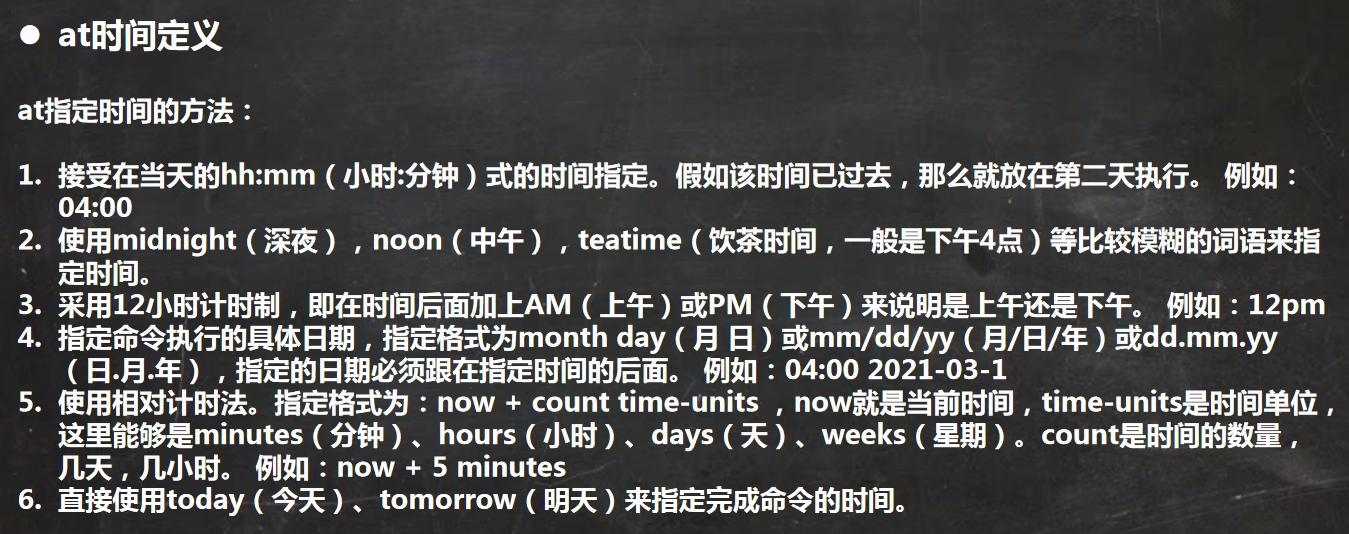 ● at时间定义
at指定时间的方法：
1. 接受在当天的hh:mm（小时:分钟）式的时间指定。假如该时间已过去，那么就放在第二天执行。 例如：
04:00
2. 使用midnight（深夜），noon（中午），teatime（饮茶时间，一般是下午4点）等比较模糊的词语来指
定时间。
3. 采用12小时计时制，即在时间后面加上AM（上午）或PM（下午）来说明是上午还是下午。 例如：12pm
4. 指定命令执行的具体日期，指定格式为month day（月 日）或mm/dd/yy（月/日/年）或dd.mm.yy
（日.月.年），指定的日期必须跟在指定时间的后面。 例如：04:00 2021-03-1
5. 使用相对计时法。指定格式为：now + count time-units ，now就是当前时间，time-units是时间单位，
这里能够是minutes（分钟）、hours（小时）、days（天）、weeks（星期）。count是时间的数量，
几天，几小时。 例如：now + 5 minutes
6. 直接使用today（今天）、tomorrow（明天）来指定完成命令的时间。